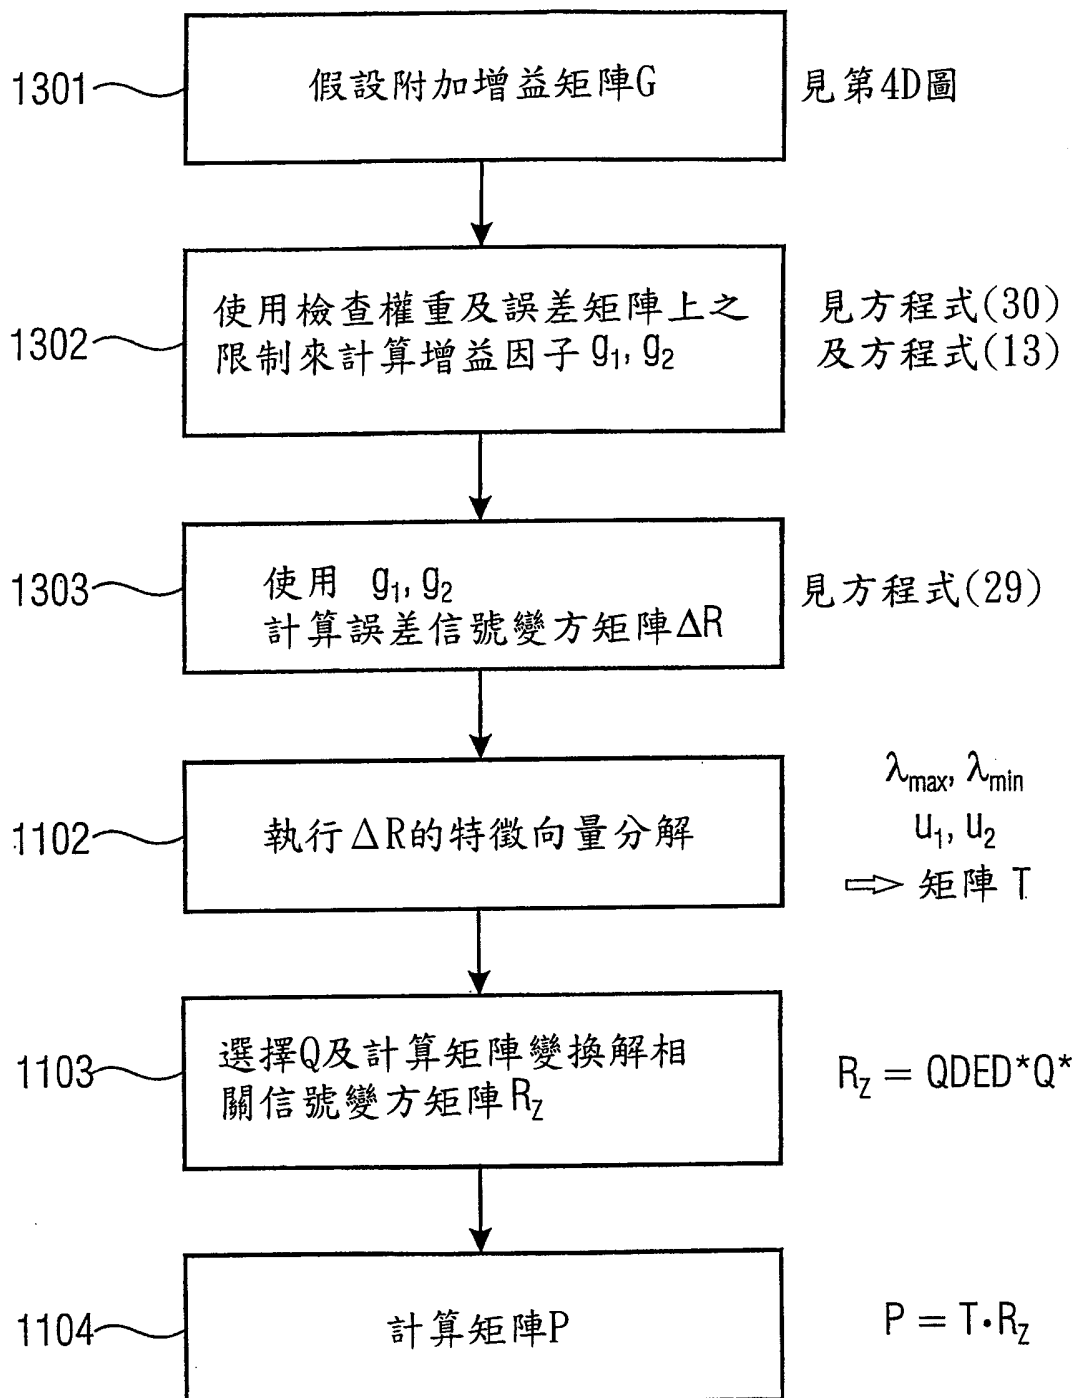 1301
假設附加增益矩陣G
見第4D圖
1302
使用檢查權重及誤差矩陣上之
限制來計算增益因子 g₁, g₂
見方程式(30)
及方程式(13)
1303
使用 g₁, g₂
計算誤差信號變方矩陣ΔR
見方程式(29)
1102
執行ΔR的特徵向量分解
λmax, λmin
u₁, u₂
⇨ 矩陣 T
1103
選擇Q及計算矩陣變換解相
關信號變方矩陣 Rz
Rz = QDED*Q*
1104
計算矩陣P
P = T·Rz